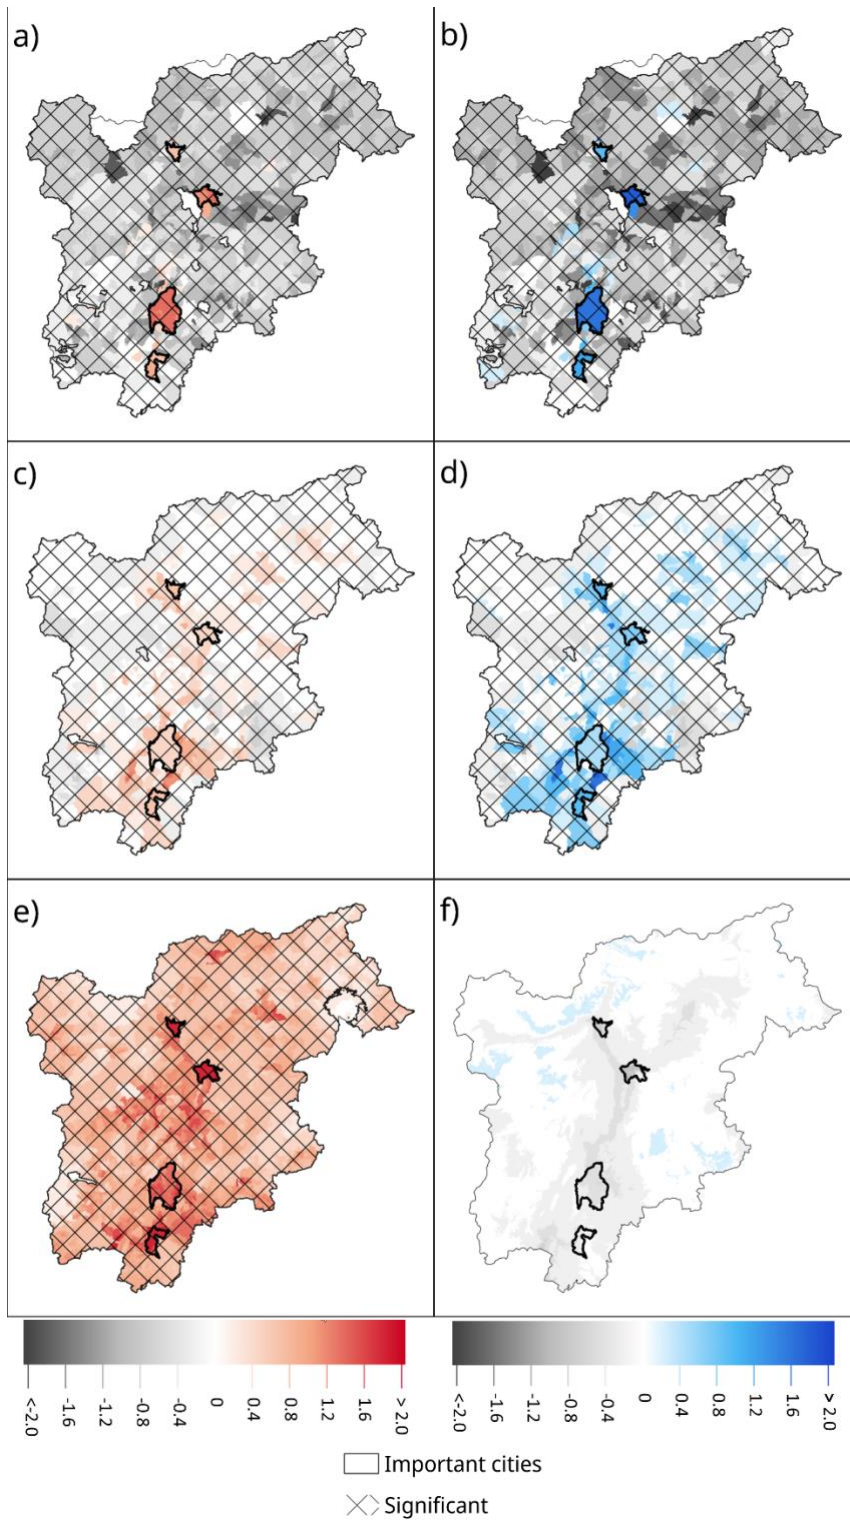 a) b)
c) d)
e) f)
<-2.0 -1.6 -1.2 -0.8 -0.4 0 0.4 0.8 1.2 1.6 > 2.0
<-2.0 -1.6 -1.2 -0.8 -0.4 0 0.4 0.8 1.2 1.6 > 2.0
Important cities
Significant